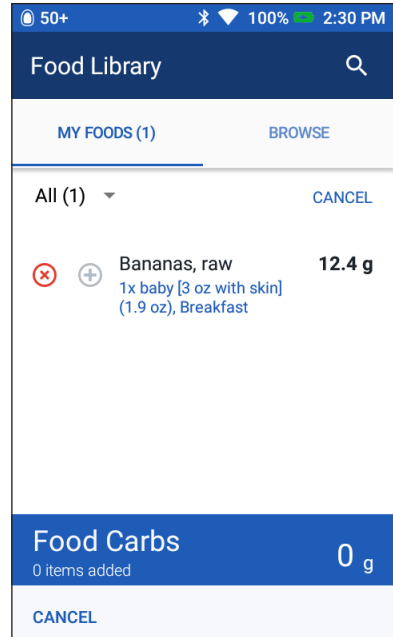 50+ 100% 2:30 PM
Food Library
MY FOODS (1) BROWSE
All (1) CANCEL
Bananas, raw 12.4 g
1x baby [3 oz with skin]
(1.9 oz), Breakfast
Food Carbs
0 items added 0 g
CANCEL